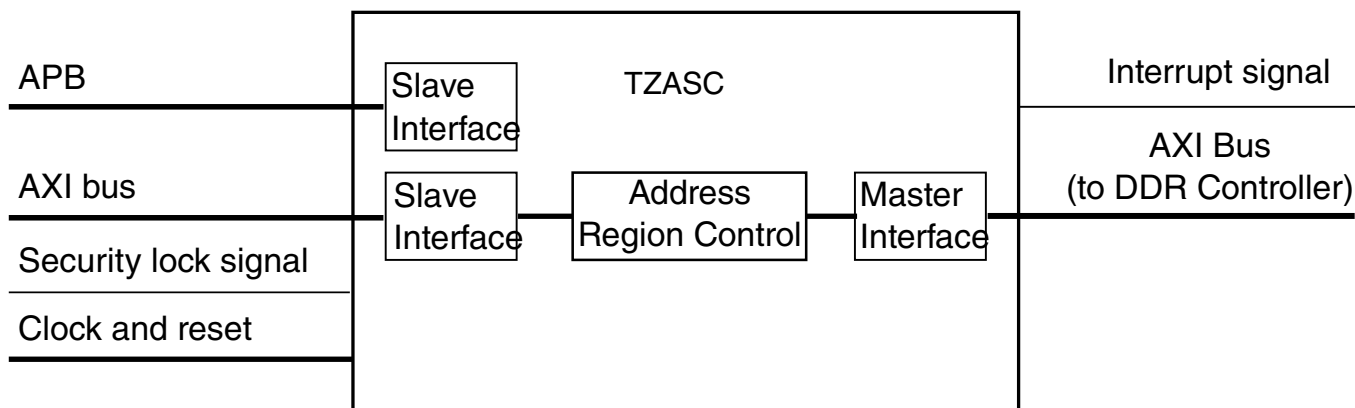 APB
Slave
Interface
TZASC
Interrupt signal
AXI bus
Slave
Interface
Address
Region Control
Master
Interface
AXI Bus
(to DDR Controller)
Security lock signal
Clock and reset